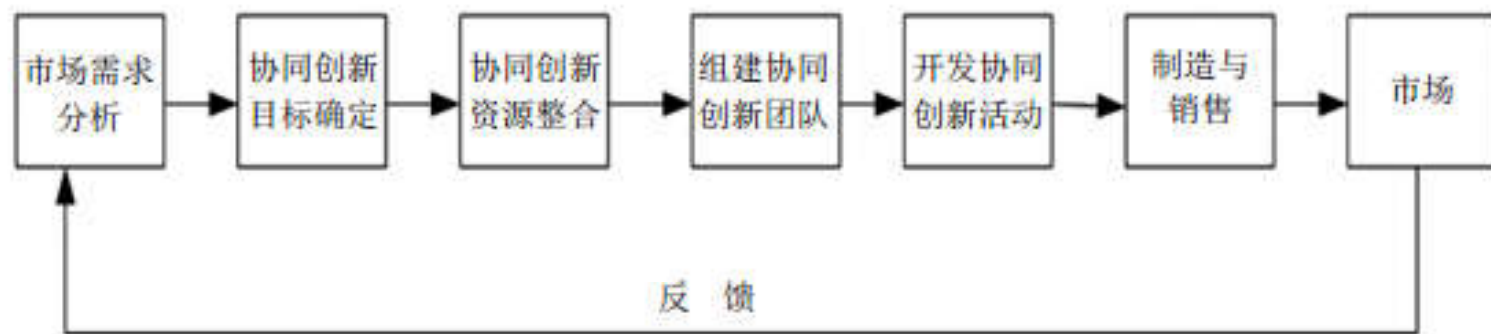 市场需求
分析
协同创新
目标确定
协同创新
资源整合
组建协同
创新团队
开发协同
创新活动
制造与
销售
市场
反 馈